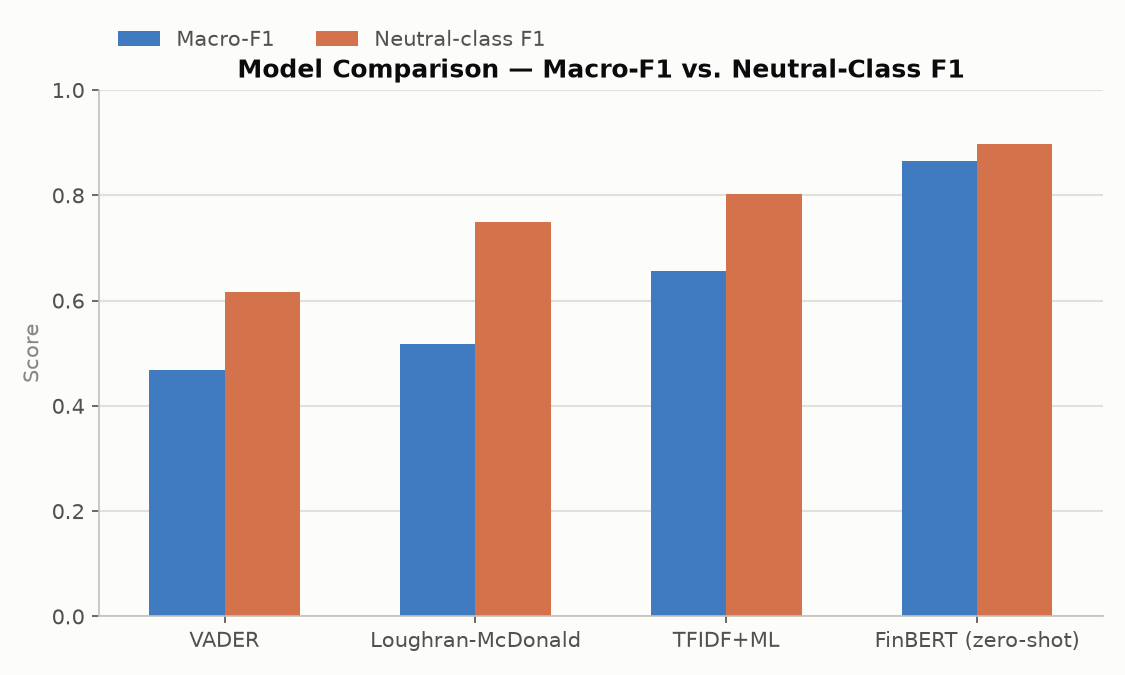 Macro-F1 Neutral-class F1
Model Comparison — Macro-F1 vs. Neutral-Class F1
1.0
0.8
0.6
0.4
0.2
0.0
Score
VADER Loughran-McDonald TFIDF+ML FinBERT (zero-shot)